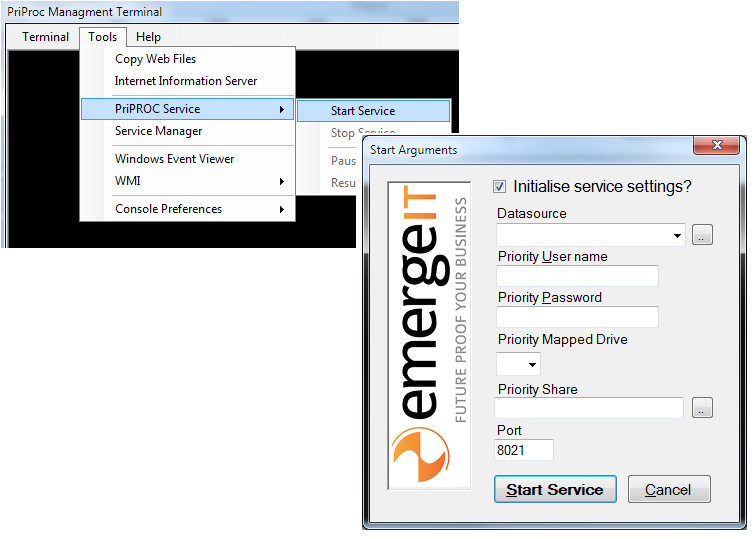 PriProc Managment Terminal
Terminal Tools Help
Copy Web Files
Internet Information Server
PriPROC Service
Start Service
Service Manager
Stop Service
Windows Event Viewer
Paus
WMI
Resu
Console Preferences
Start Arguments
emergeIT
FUTURE PROOF YOUR BUSINESS
Initialise service settings?
Datasource
..
Priority User name
Priority Password
Priority Mapped Drive
Priority Share
..
Port
8021
Start Service Cancel